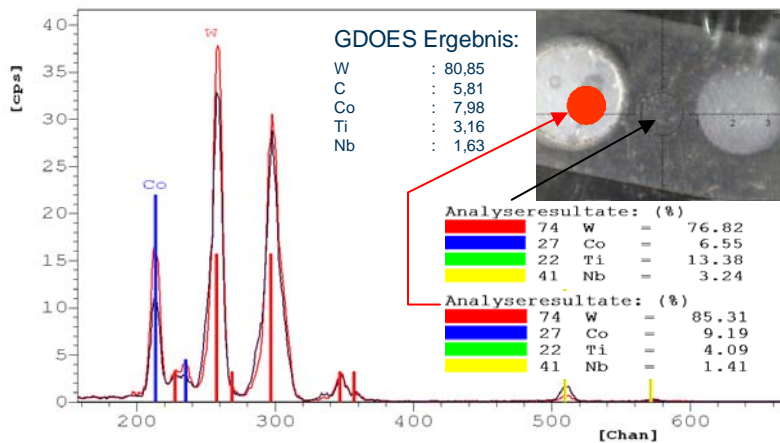 GDOES Ergebnis:
W : 80,85
C : 5,81
Co : 7,98
Ti : 3,16
Nb : 1,63
[cps]
40
35
30
25
20
15
10
5
0
W
Co
1 2 3
Analyseresultate: (%)
74 W = 76.82
27 Co = 6.55
22 Ti = 13.38
41 Nb = 3.24
Analyseresultate: (%)
74 W = 85.31
27 Co = 9.19
22 Ti = 4.09
41 Nb = 1.41
200 300 400 500 600
[Chan]